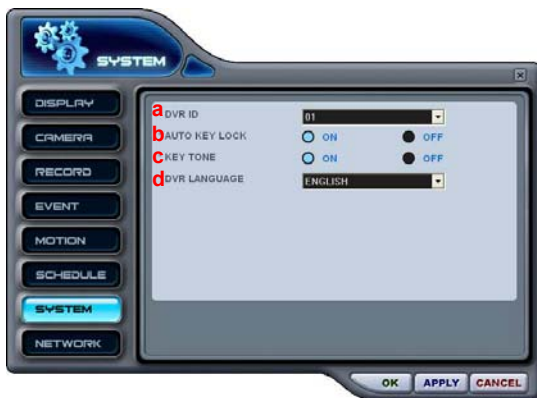 SYSTEM
DISPLAY
CAMERA
RECORD
EVENT
MOTION
SCHEDULE
SYSTEM
NETWORK
a DVR ID 01
b AUTO KEY LOCK ON OFF
c KEY TONE ON OFF
d DVR LANGUAGE ENGLISH
OK APPLY CANCEL